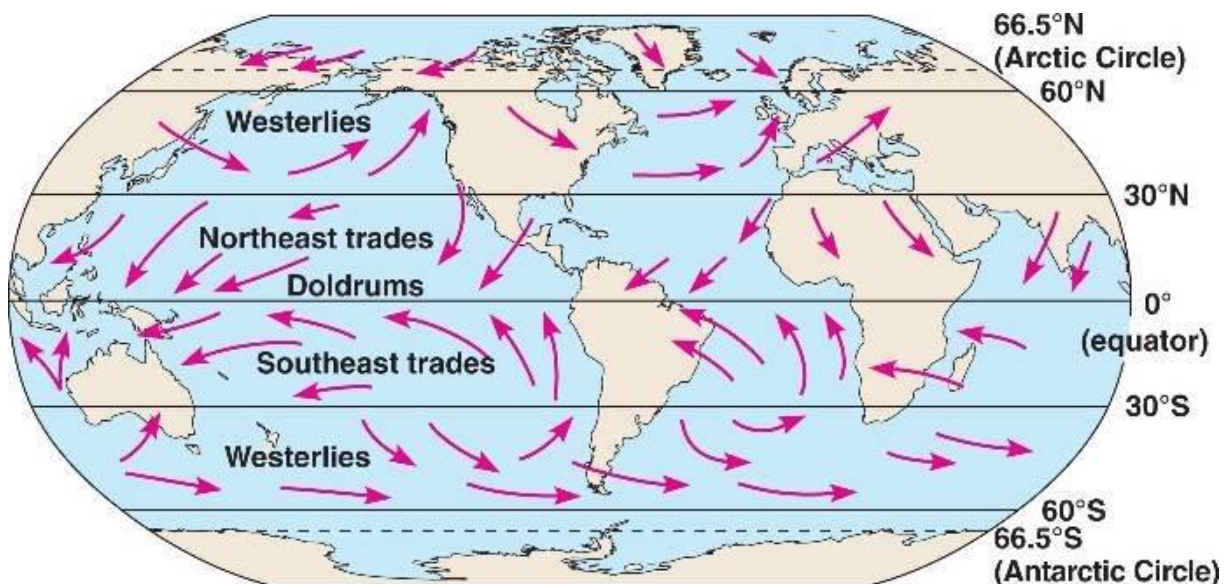 66.5°N
(Arctic Circle)
60°N
Westerlies
30°N
Northeast trades
Doldrums
0°
(equator)
Southeast trades
30°S
Westerlies
60°S
66.5°S
(Antarctic Circle)